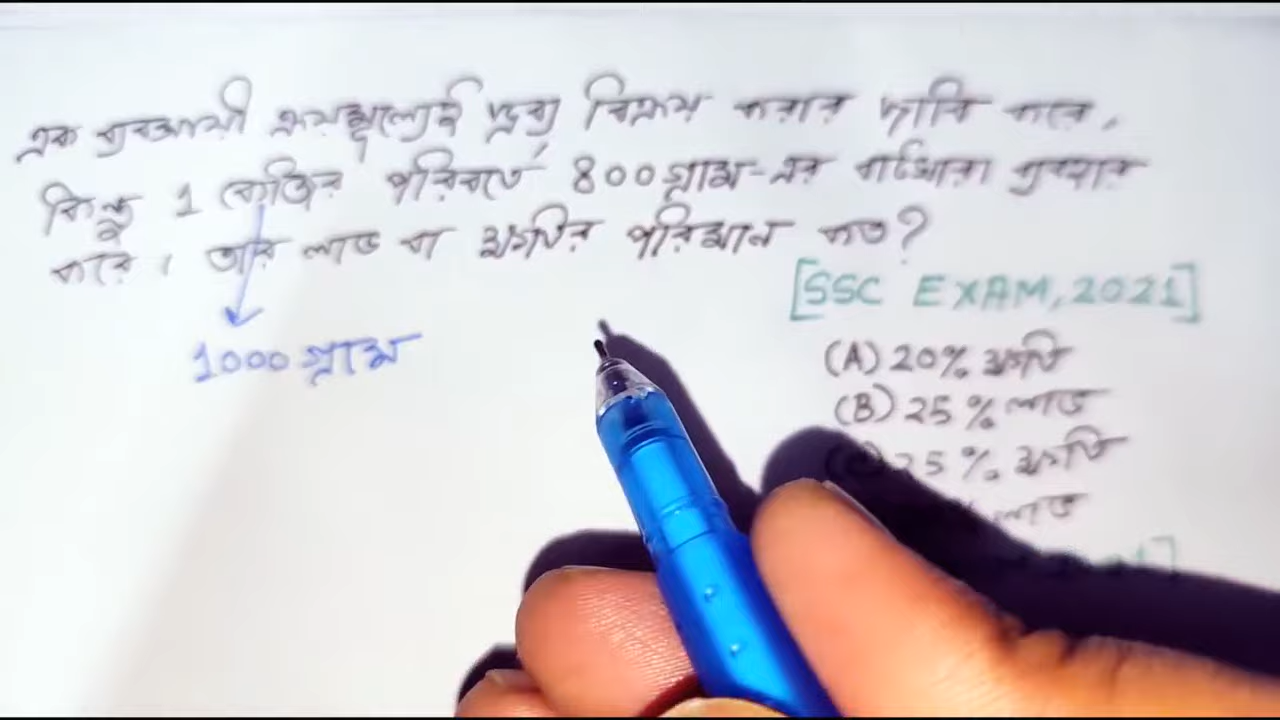 এক ব্যবসায়ী ক্রয়মূল্যেই দ্রব্য বিক্রয় করার দাবি করে,
কিন্তু 1 কেজির পরিবর্তে 800গ্রাম-এর বাটখারা ব্যবহার
করে। তার লাভ বা ক্ষতির পরিমান কত?
[SSC EXAM,2021]
1000 গ্রাম
(A) 20% ক্ষতি
(B) 25% লাভ
25% ক্ষতি
লাভ